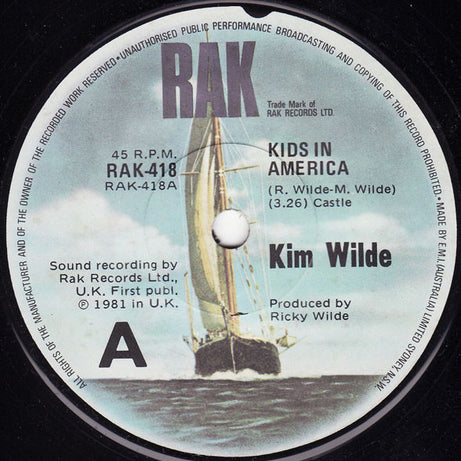 ALL RIGHTS OF THE MANUFACTURER AND OF THE OWNER OF THE RECORDED WORK RESERVED • UNAUTHORISED PUBLIC PERFORMANCE BROADCASTING AND COPYING OF THIS RECORD PROHIBITED • MADE BY E.M.I. (AUSTRALIA) LIMITED SYDNEY, N.S.W.
RAK
Trade Mark of
RAK RECORDS LTD.
45 R.P.M.
RAK-418
RAK-418A
KIDS IN
AMERICA
(R. Wilde-M. Wilde)
(3.26) Castle
Kim Wilde
Sound recording by
Rak Records Ltd.,
U.K. First publ.
℗ 1981 in U.K.
Produced by
Ricky Wilde
A